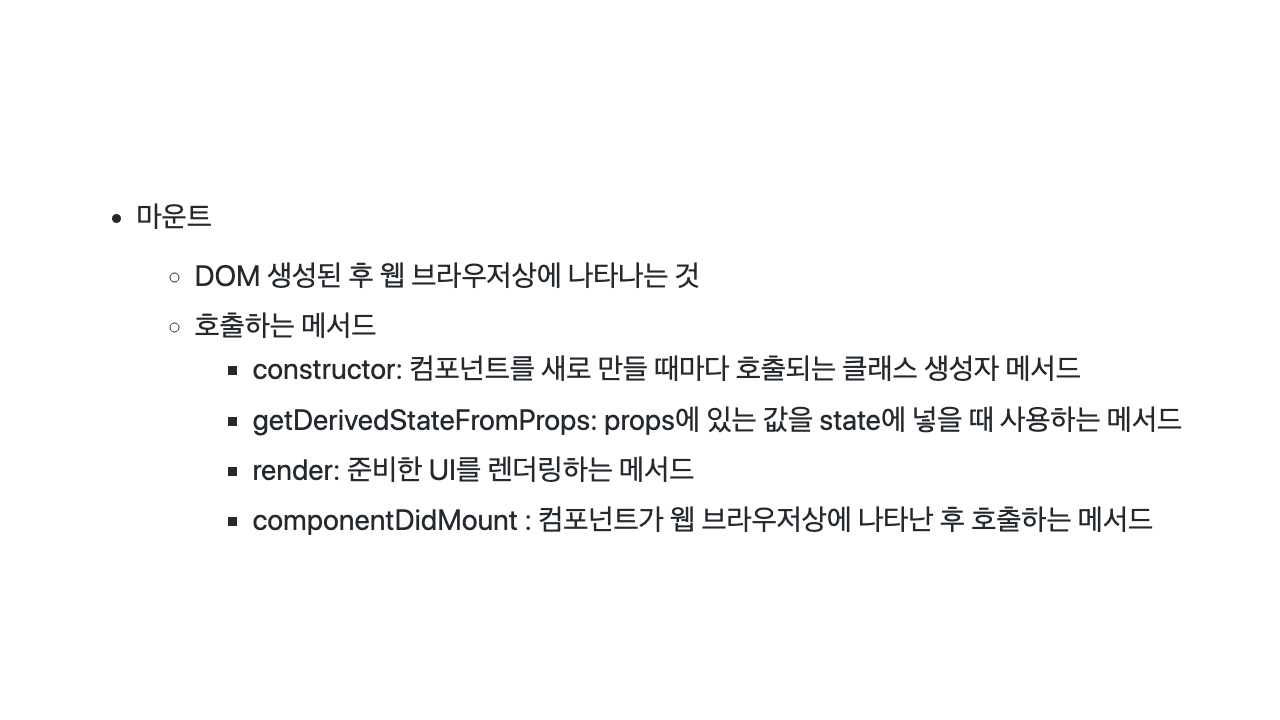 마운트
DOM 생성된 후 웹 브라우저상에 나타나는 것
호출하는 메서드
constructor: 컴포넌트를 새로 만들 때마다 호출되는 클래스 생성자 메서드
getDerivedStateFromProps: props에 있는 값을 state에 넣을 때 사용하는 메서드
render: 준비한 UI를 렌더링하는 메서드
componentDidMount : 컴포넌트가 웹 브라우저상에 나타난 후 호출하는 메서드